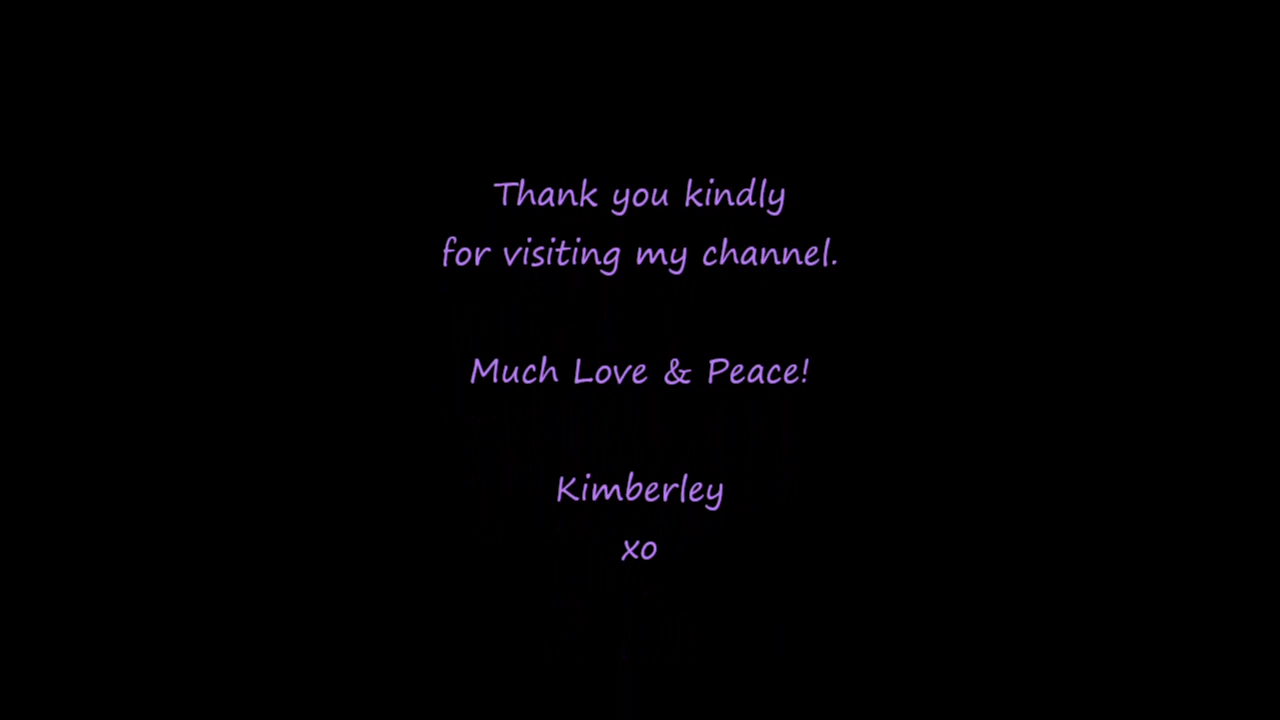 Thank you kindly
for visiting my channel.
Much Love & Peace!
Kimberley
xo